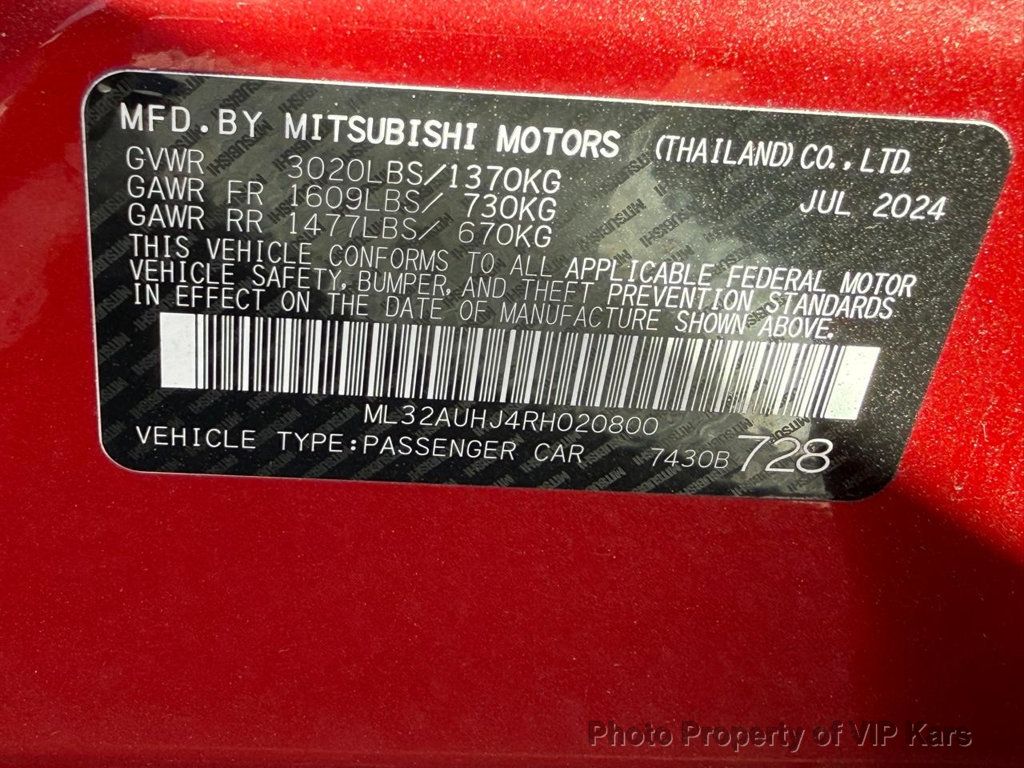 MFD.BY MITSUBISHI MOTORS (THAILAND) CO.,LTD.
GVWR 3020LBS/1370KG JUL 2024
GAWR FR 1609LBS/ 730KG
GAWR RR 1477LBS/ 670KG
THIS VEHICLE CONFORMS TO ALL APPLICABLE FEDERAL MOTOR
VEHICLE SAFETY, BUMPER, AND THEFT PREVENTION STANDARDS
IN EFFECT ON THE DATE OF MANUFACTURE SHOWN ABOVE.
ML32AUHJ4RH020800
VEHICLE TYPE:PASSENGER CAR 7430B 728
Photo Property of VIP Kars